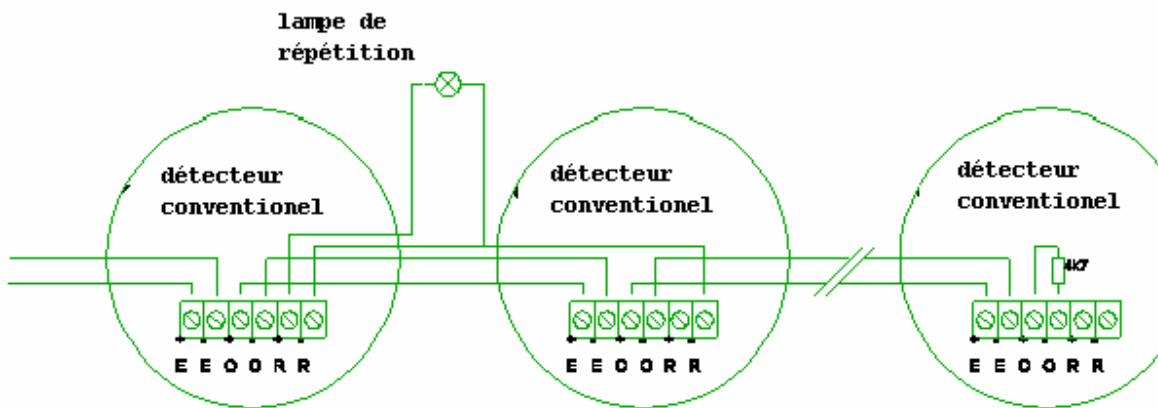 lampe de
répétition
détecteur
conventionel
détecteur
conventionel
détecteur
conventionel
4K7
E E O O R R
E E O O R R
E E O O R R